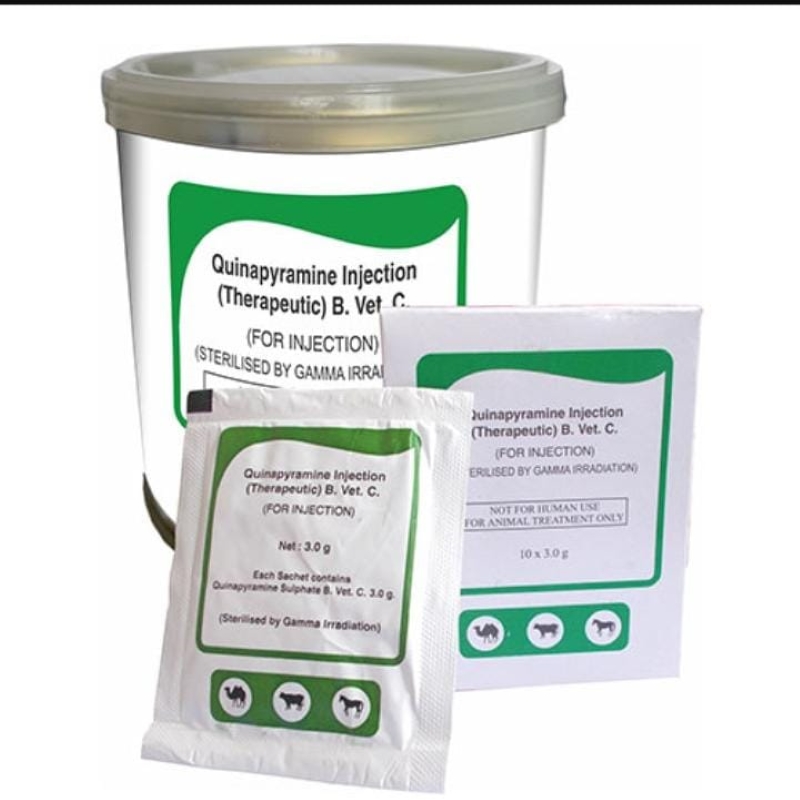 Quinapyramine Injection
(Therapeutic) B. Vet. C.
(FOR INJECTION)
(STERILISED BY GAMMA
Quinapyramine Injection
(Therapeutic) B. Vet. C.
(FOR INJECTION)
BY GAMMA IRRADIATION)
NOT FOR HUMAN USE
FOR ANIMAL TREATMENT ONLY
10 x 3.0 g
Quinapyramine Injection
(Therapeutic) B. Vet. C.
(FOR INJECTION)
Net : 3.0 g
Each Sachet contains
Quinapyramine Sulphate B. Vet. C. 3.0 g.
(Sterilised by Gamma Irradiation)